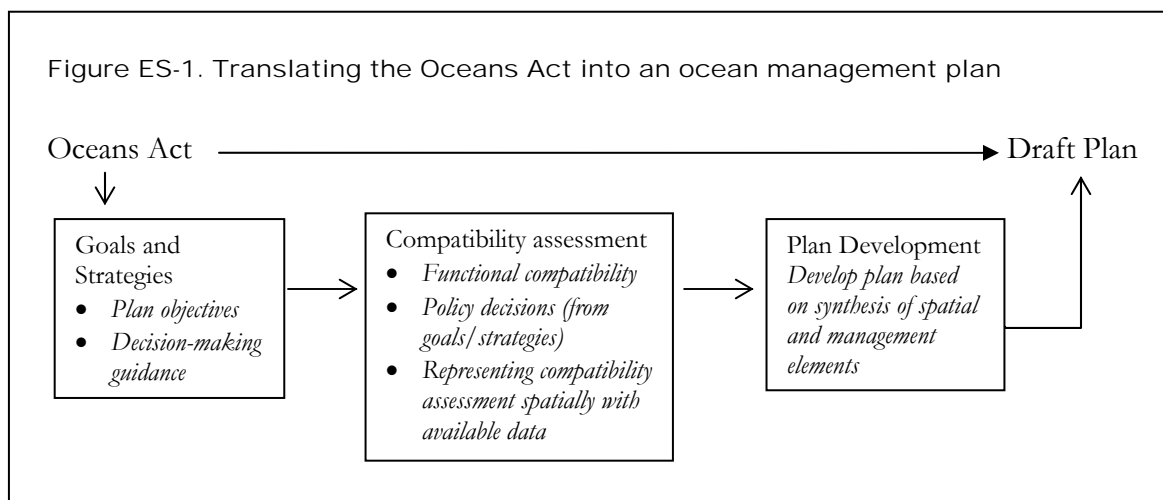 Figure ES-1. Translating the Oceans Act into an ocean management plan
Oceans Act
Draft Plan
Goals and
Strategies
• Plan objectives
• Decision-making
guidance
Compatibility assessment
• Functional compatibility
• Policy decisions (from
goals/strategies)
• Representing compatibility
assessment spatially with
available data
Plan Development
Develop plan based
on synthesis of spatial
and management
elements